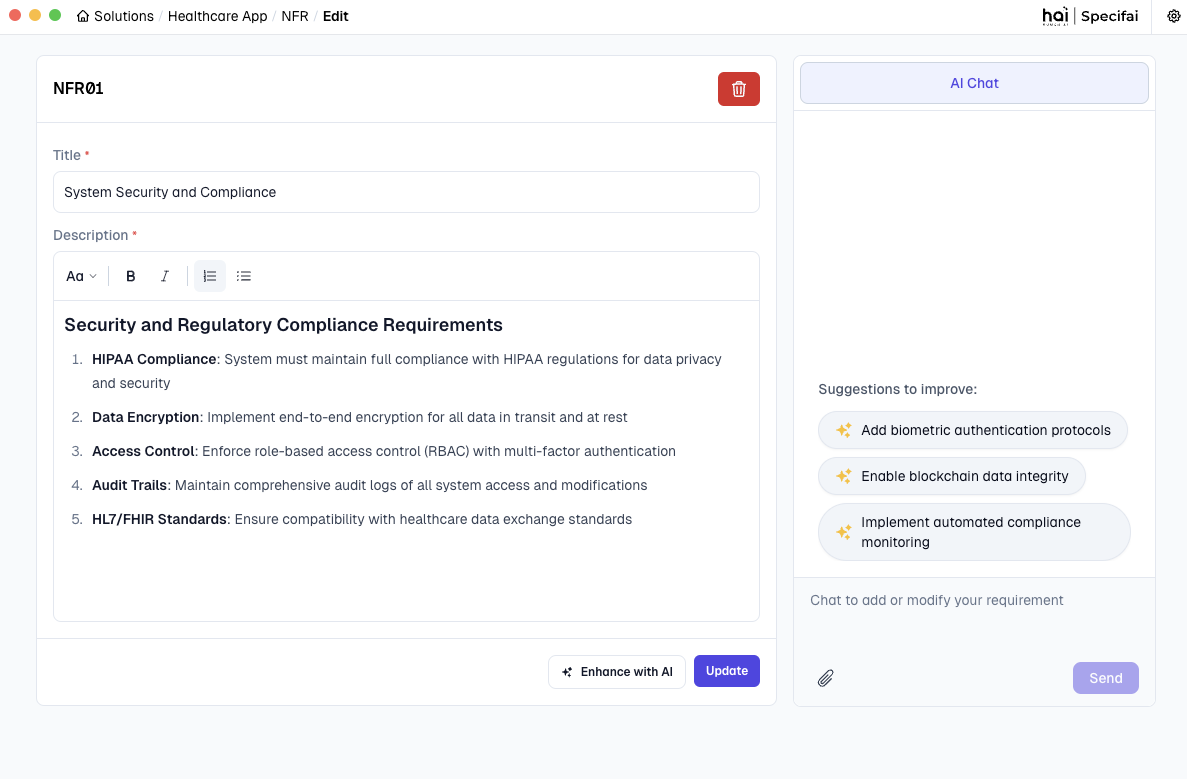 Solutions / Healthcare App / NFR / Edit
hai Specifai
NFR01
Title *
System Security and Compliance
Description *
Aa B I
Security and Regulatory Compliance Requirements
1. HIPAA Compliance: System must maintain full compliance with HIPAA regulations for data privacy
and security
2. Data Encryption: Implement end-to-end encryption for all data in transit and at rest
3. Access Control: Enforce role-based access control (RBAC) with multi-factor authentication
4. Audit Trails: Maintain comprehensive audit logs of all system access and modifications
5. HL7/FHIR Standards: Ensure compatibility with healthcare data exchange standards
Enhance with AI
Update
AI Chat
Suggestions to improve:
Add biometric authentication protocols
Enable blockchain data integrity
Implement automated compliance
monitoring
Chat to add or modify your requirement
Send